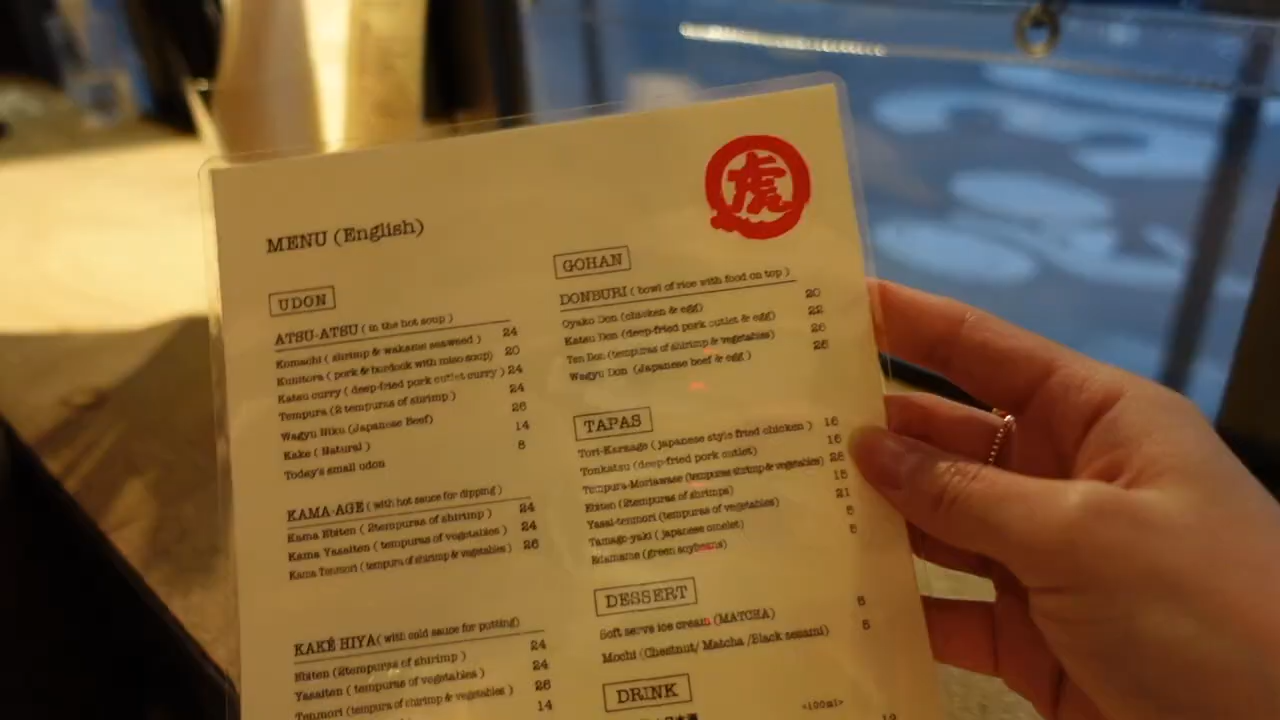 虎
MENU (English)
UDON
ATSU-ATSU ( in the hot soup )
Komachi ( shrimp & wakame seaweed ) 24
Kunitora ( pork & burdock with miso soup) 20
Katsu curry ( deep-fried pork cutlet curry ) 24
Tempura (2 tempuras of shrimp ) 24
Wagyu Niku (Japanese Beef) 26
Kake ( Natural ) 14
Today's small udon 8
KAMA-AGE ( with hot sauce for dipping )
Kama Ebiten ( 2tempuras of shrimp ) 24
Kama Yasaiten ( tempuras of vegetables ) 24
Kama Tenmori ( tempura of shrimp & vegetables ) 26
KAKÉ HIYA ( with cold sauce for putting)
Ebiten (2tempuras of shrimp ) 24
Yasaiten ( tempuras of vegetables ) 24
Tenmori (tempura of shrimp & vegetables ) 26
14
GOHAN
DONBURI ( bowl of rice with food on top )
Oyako Don (chicken & egg) 20
Katsu Don (deep-fried pork cutlet & egg) 22
Ten Don (tempuras of shrimp & vegetables) 26
Wagyu Don (Japanese beef & egg ) 26
TAPAS
Tori-Karaage ( japanese style fried chicken ) 16
Tonkatsu (deep-fried pork cutlet) 16
Tempura-Moriawase (tempuras shrimp & vegetables) 26
Ebiten (2tempuras of shrimps) 15
Yasai-tenmori (tempuras of vegetables) 21
Tamago-yaki ( japanese omelet) 6
Edamame (green soybeans) 6
DESSERT
Soft serve ice cream (MATCHA) 6
Mochi (Chestnut/ Matcha /Black sesami) 6
DRINK
<100ml>